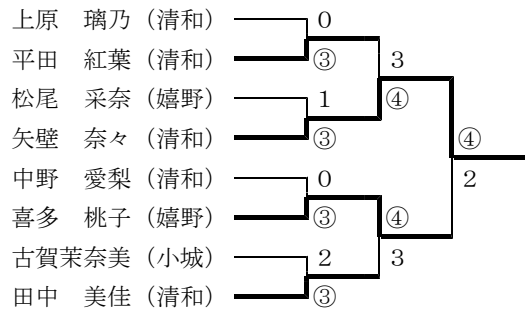 上原　璃乃（清和） 0
平田　紅葉（清和） ③ 3
松尾　采奈（嬉野） 1 ④
矢壁　奈々（清和） ③ ④
中野　愛梨（清和） 0 2
喜多　桃子（嬉野） ③ ④
古賀茉奈美（小城） 2 3
田中　美佳（清和） ③